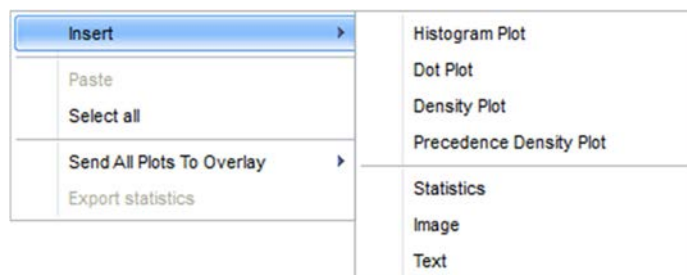 Insert
Paste
Select all
Send All Plots To Overlay
Export statistics
Histogram Plot
Dot Plot
Density Plot
Precedence Density Plot
Statistics
Image
Text